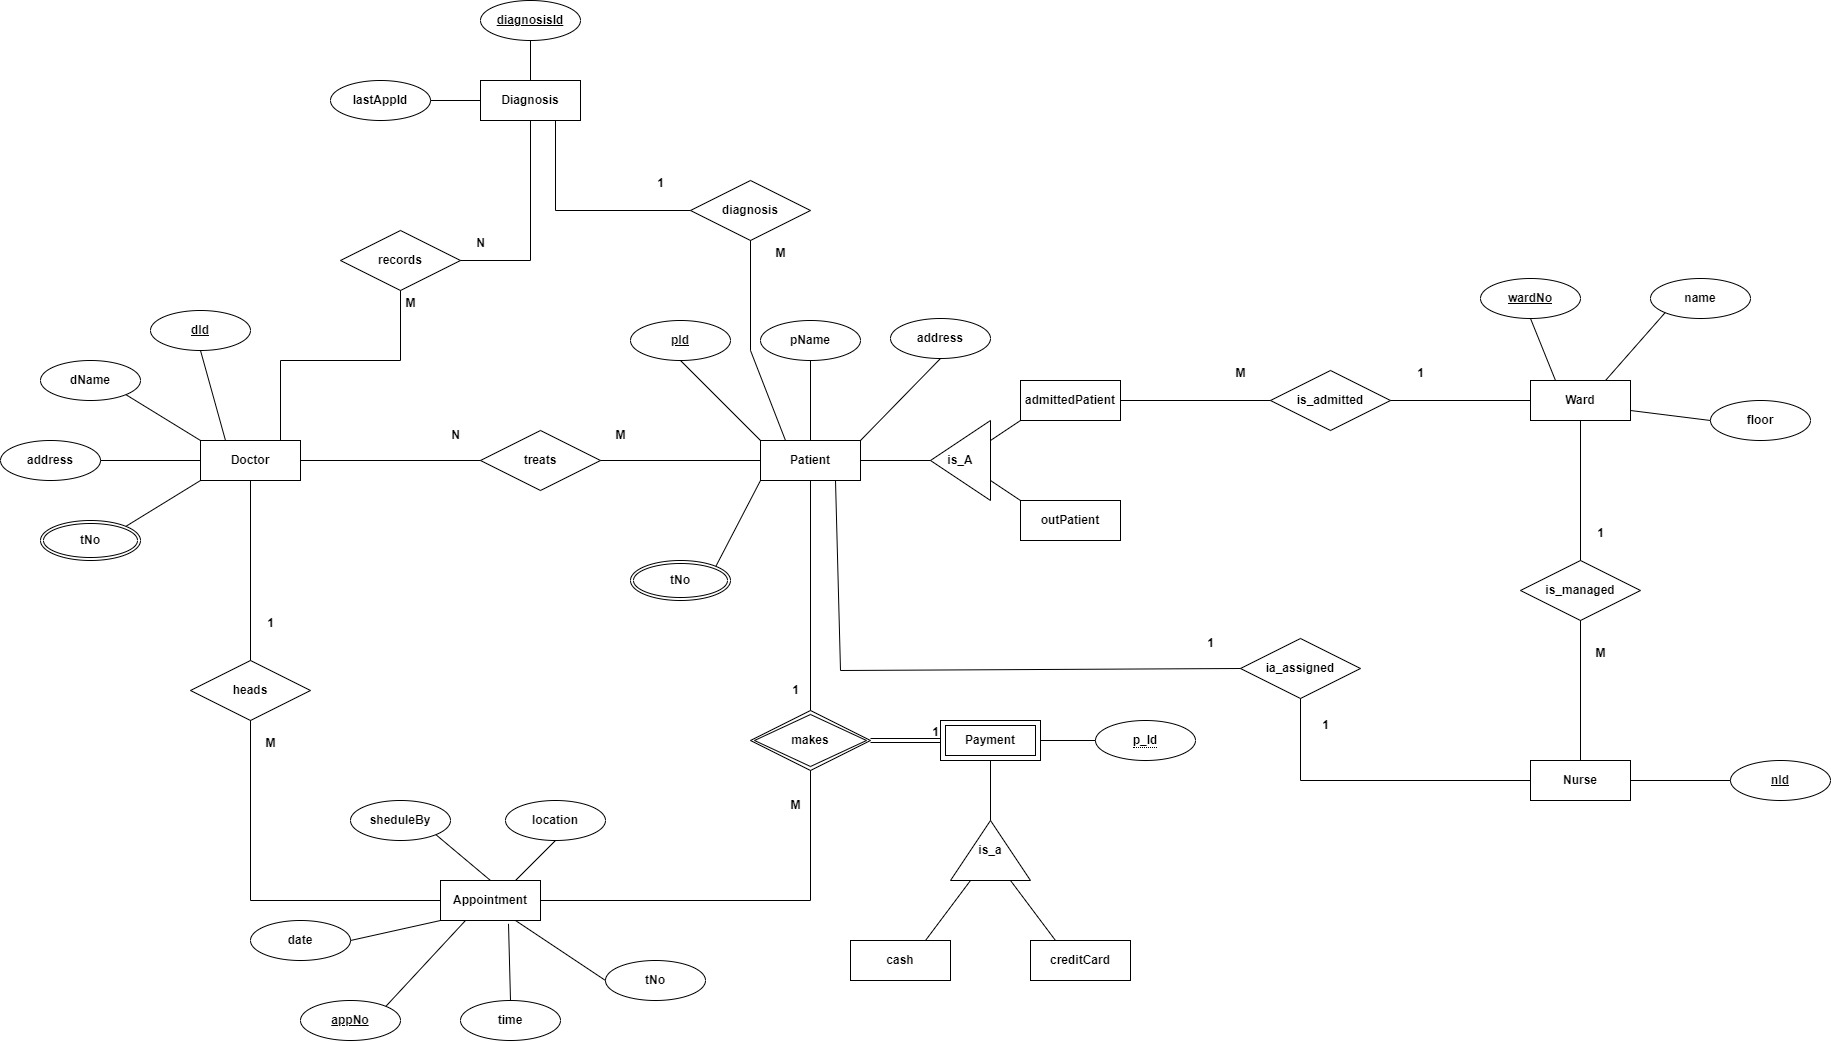 diagnosisId
lastAppId
Diagnosis
1
diagnosis
N
M
records
M
dId
dName
address
Doctor
tNo
N
treats
M
pId
pName
address
Patient
tNo
is_A
admittedPatient
outPatient
M
is_admitted
1
wardNo
name
Ward
floor
1
is_managed
M
1
ia_assigned
1
Nurse
nId
1
heads
M
1
makes
1
Payment
p_Id
M
is_a
cash
creditCard
sheduleBy
location
Appointment
date
appNo
time
tNo